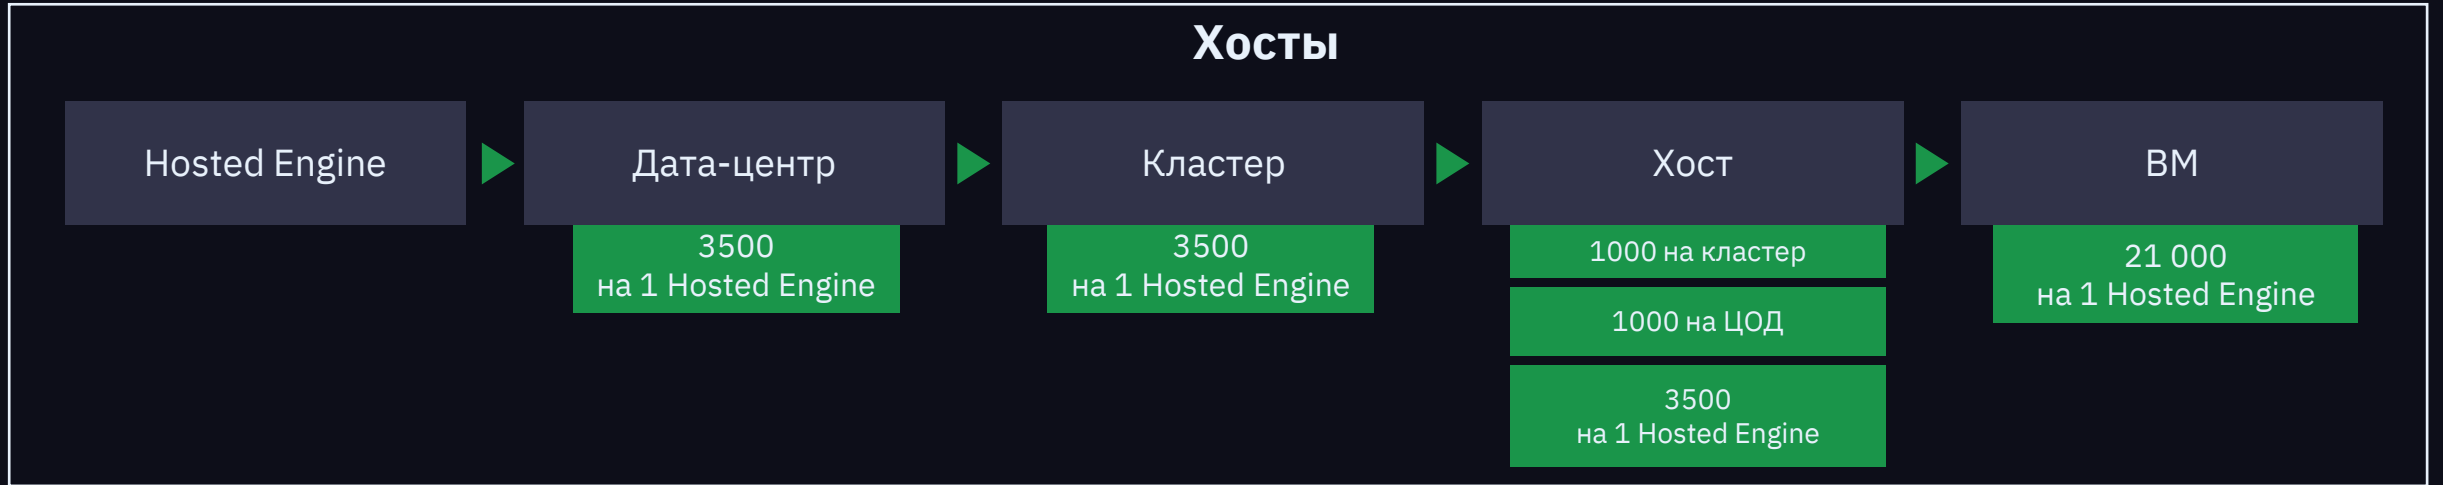 Хосты
Hosted Engine
Дата-центр
3500
на 1 Hosted Engine
Кластер
3500
на 1 Hosted Engine
Хост
1000 на кластер
1000 на ЦОД
3500
на 1 Hosted Engine
ВМ
21 000
на 1 Hosted Engine